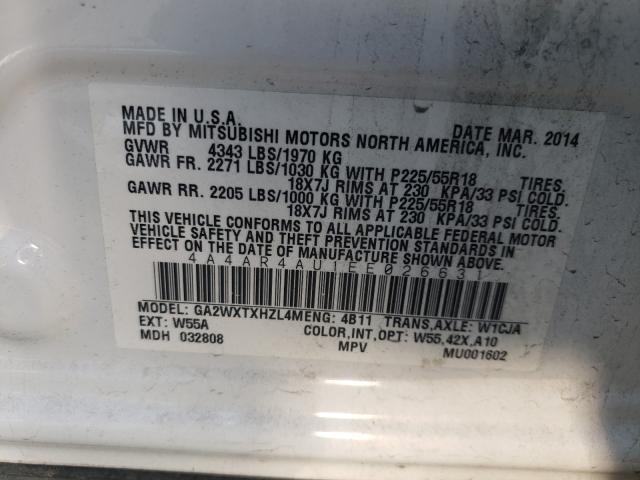 MADE IN U.S.A. DATE MAR. 2014
MFD BY MITSUBISHI MOTORS NORTH AMERICA, INC.
GVWR 4343 LBS/1970 KG
GAWR FR. 2271 LBS/1030 KG WITH P225/55R18 TIRES,
18X7J RIMS AT 230 KPA/33 PSI COLD.
GAWR RR. 2205 LBS/1000 KG WITH P225/55R18 TIRES,
18X7J RIMS AT 230 KPA/33 PSI COLD.
THIS VEHICLE CONFORMS TO ALL APPLICABLE FEDERAL MOTOR
VEHICLE SAFETY AND THEFT PREVENTION STANDARDS IN
EFFECT ON THE DATE OF MANUFACTURE SHOWN ABOVE.
4A4AR4AU1EE026631
MODEL: GA2WXTXHZL4M ENG: 4B11 TRANS,AXLE: W1CJA
EXT: W55A COLOR,INT,OPT: W55,42X,A10
MDH 032808 MPV MU001602